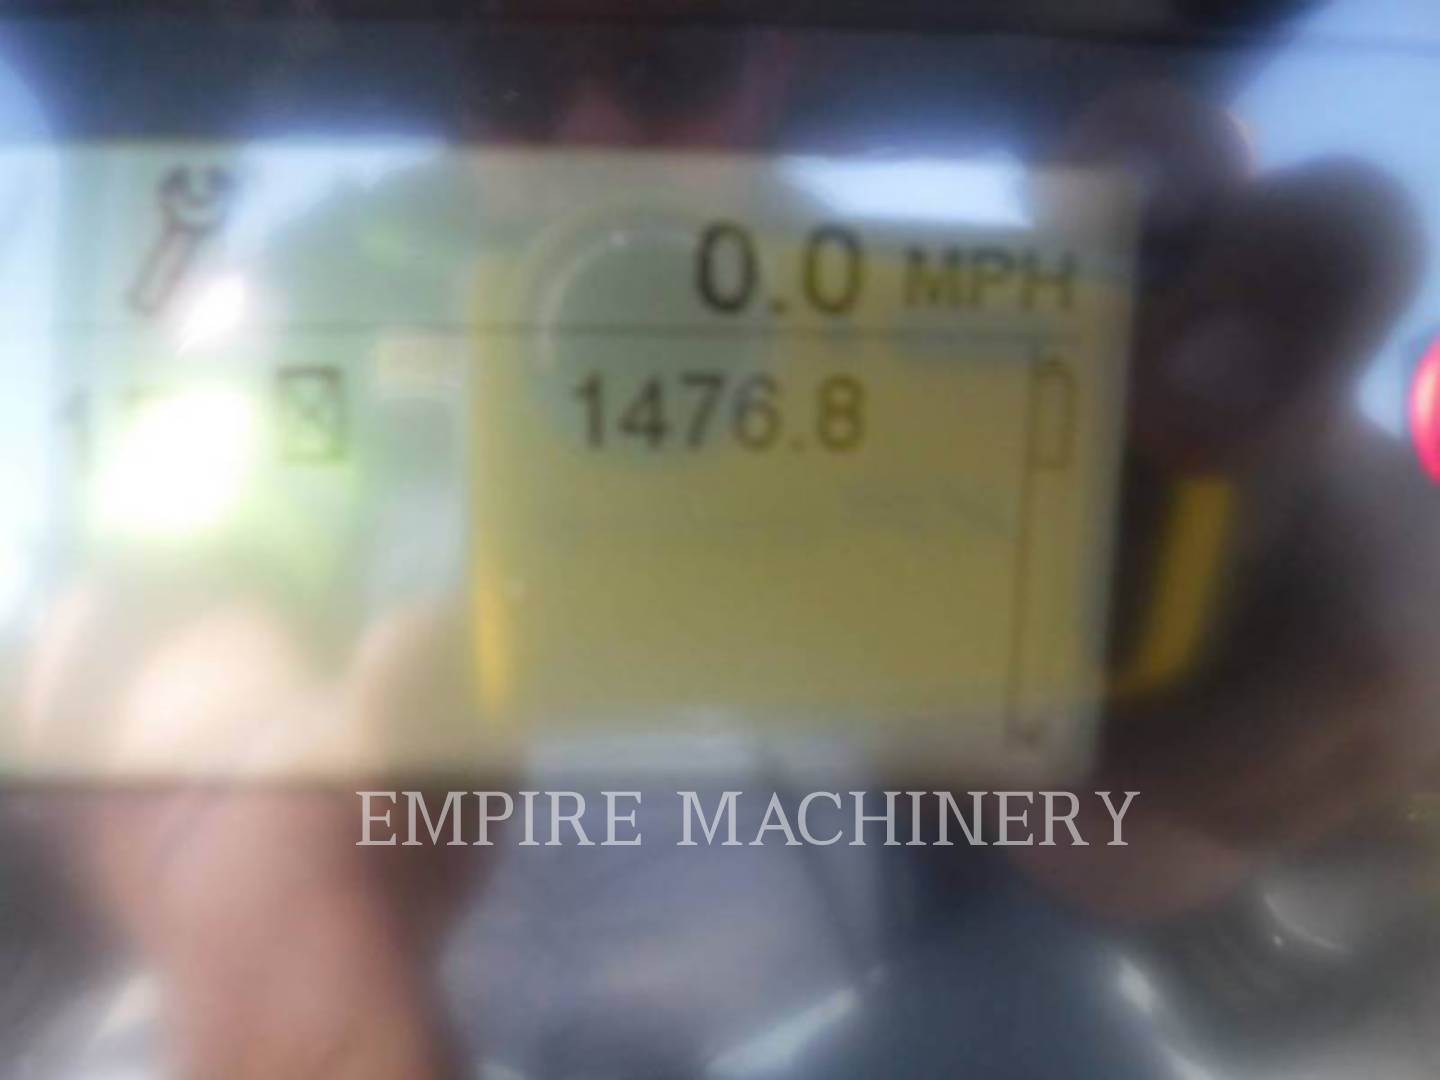 0.0 MPH
1476.8
EMPIRE MACHINERY